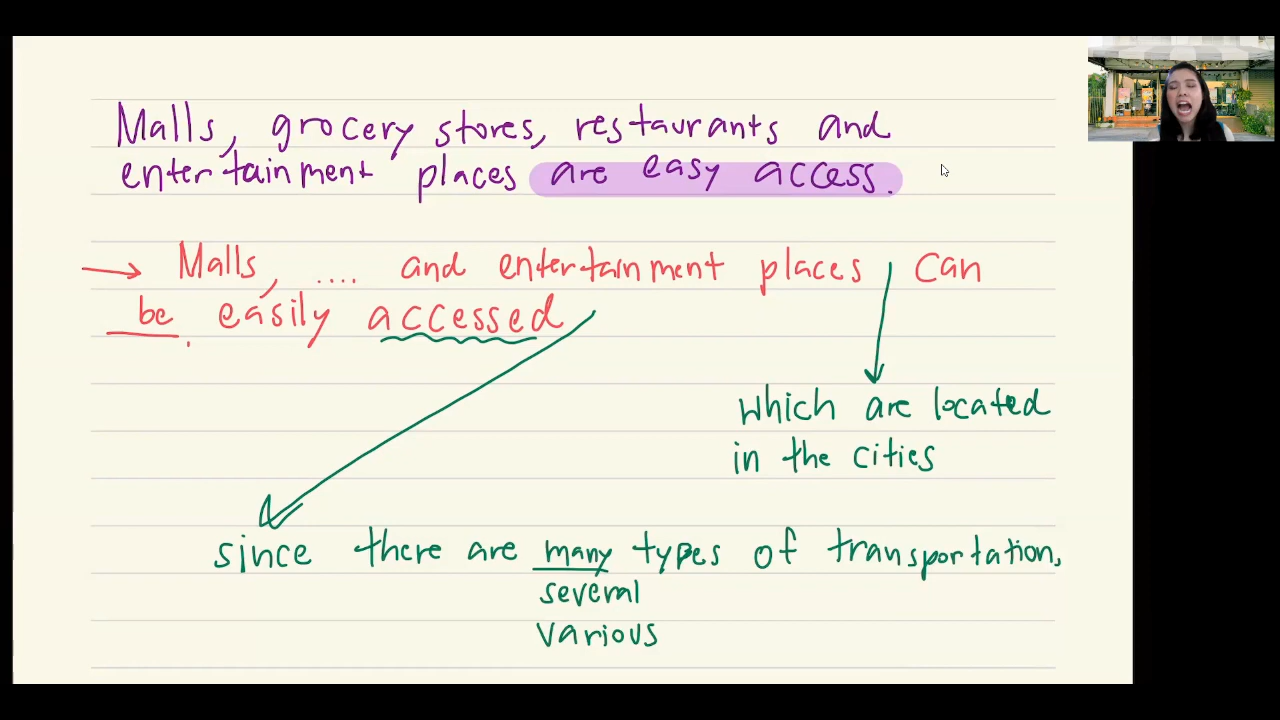 Malls, grocery stores, restaurants and
entertainment places are easy access.
→ Malls, .... and entertainment places can
be easily accessed
which are located
in the cities
since there are many types of transportation.
several
various